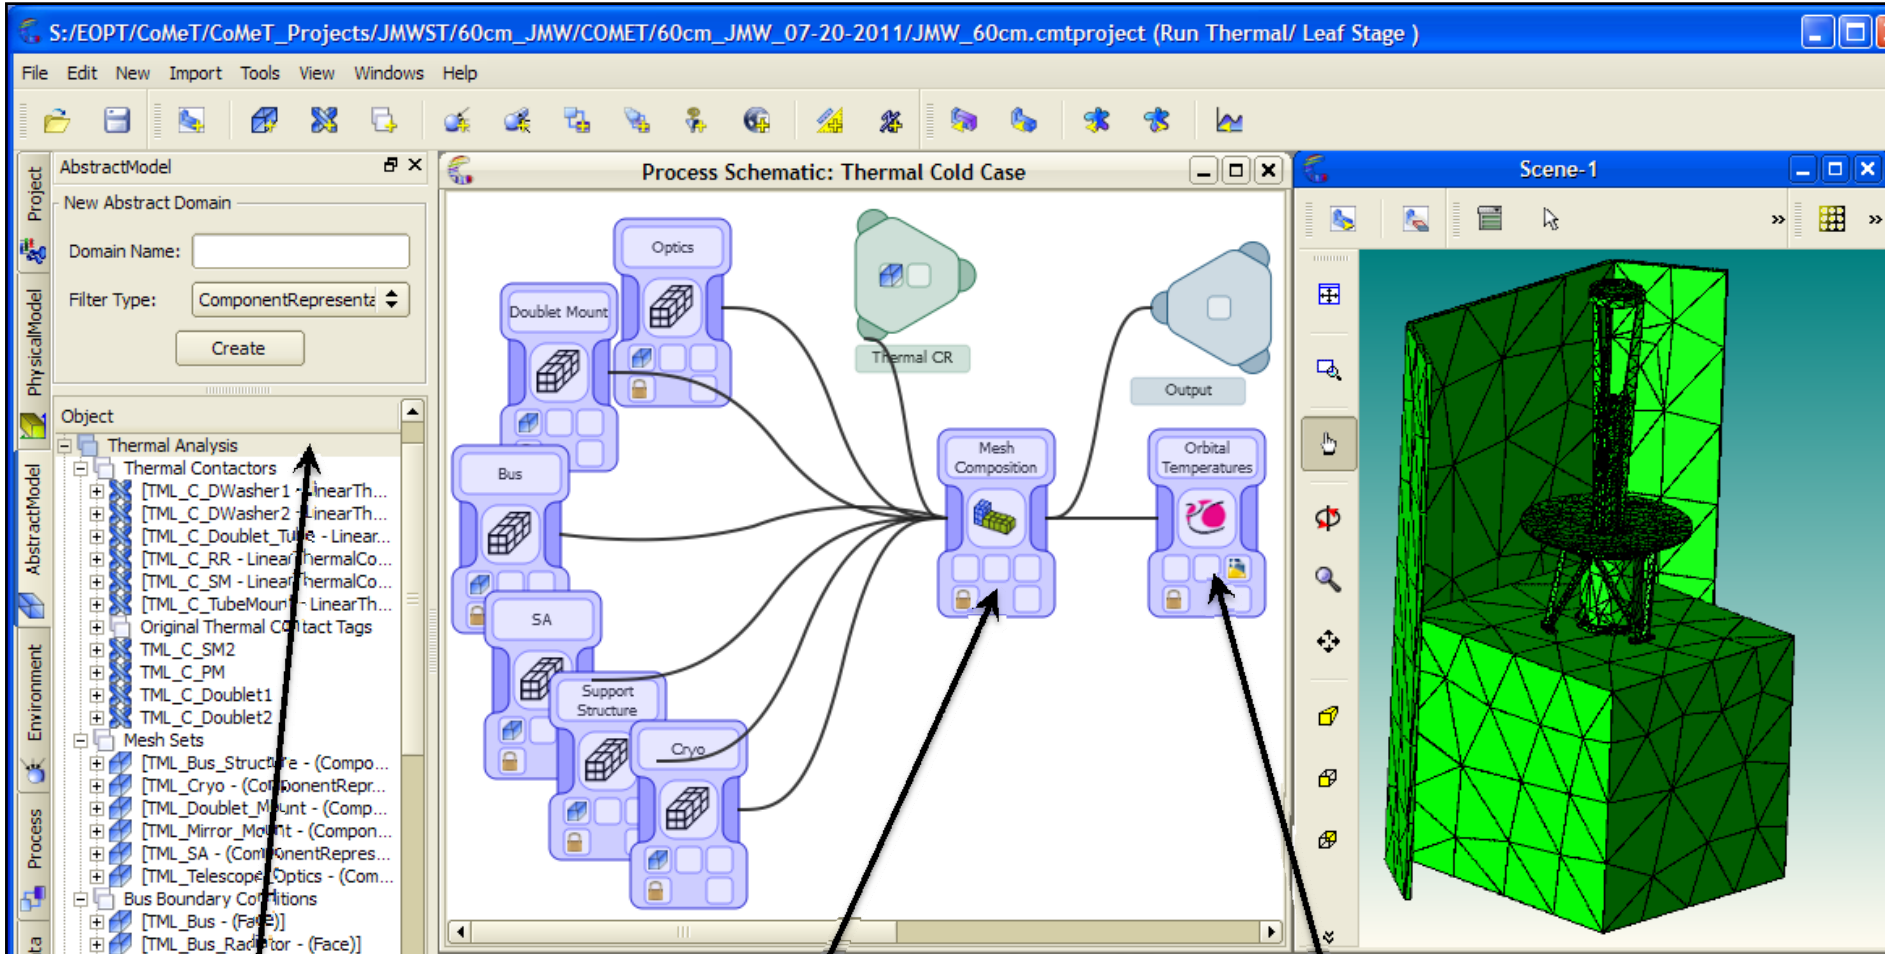 S:/EOPT/CoMeT/CoMeT_Projects/JMWST/60cm_JMW/COMET/60cm_JMW_07-20-2011/JMW_60cm.cmtproject (Run Thermal/ Leaf Stage )
File Edit New Import Tools View Windows Help
Project
PhysicalModel
AbstractModel
Environment
Process
AbstractModel
New Abstract Domain
Domain Name:
Filter Type: ComponentRepresenta
Create
Object
Thermal Analysis
Thermal Contactors
[TML_C_DWasher1 - LinearTh...
[TML_C_DWasher2 - LinearTh...
[TML_C_Doublet_Tube - Linear...
[TML_C_RR - LinearThermalCo...
[TML_C_SM - LinearThermalCo...
[TML_C_TubeMount - LinearTh...
Original Thermal Contact Tags
TML_C_SM2
TML_C_PM
TML_C_Doublet1
TML_C_Doublet2
Mesh Sets
[TML_Bus_Structure - (Compo...
[TML_Cryo - (ComponentRepr...
[TML_Doublet_Mount - (Comp...
[TML_Mirror_Mount - (Compon...
[TML_SA - (ComponentRepres...
[TML_Telescope_Optics - (Com...
Bus Boundary Conditions
[TML_Bus - (Face)]
[TML_Bus_Radiator - (Face)]
Process Schematic: Thermal Cold Case
Optics
Doublet Mount
Bus
SA
Support
Structure
Cryo
Thermal CR
Mesh
Composition
Output
Orbital
Temperatures
Scene-1